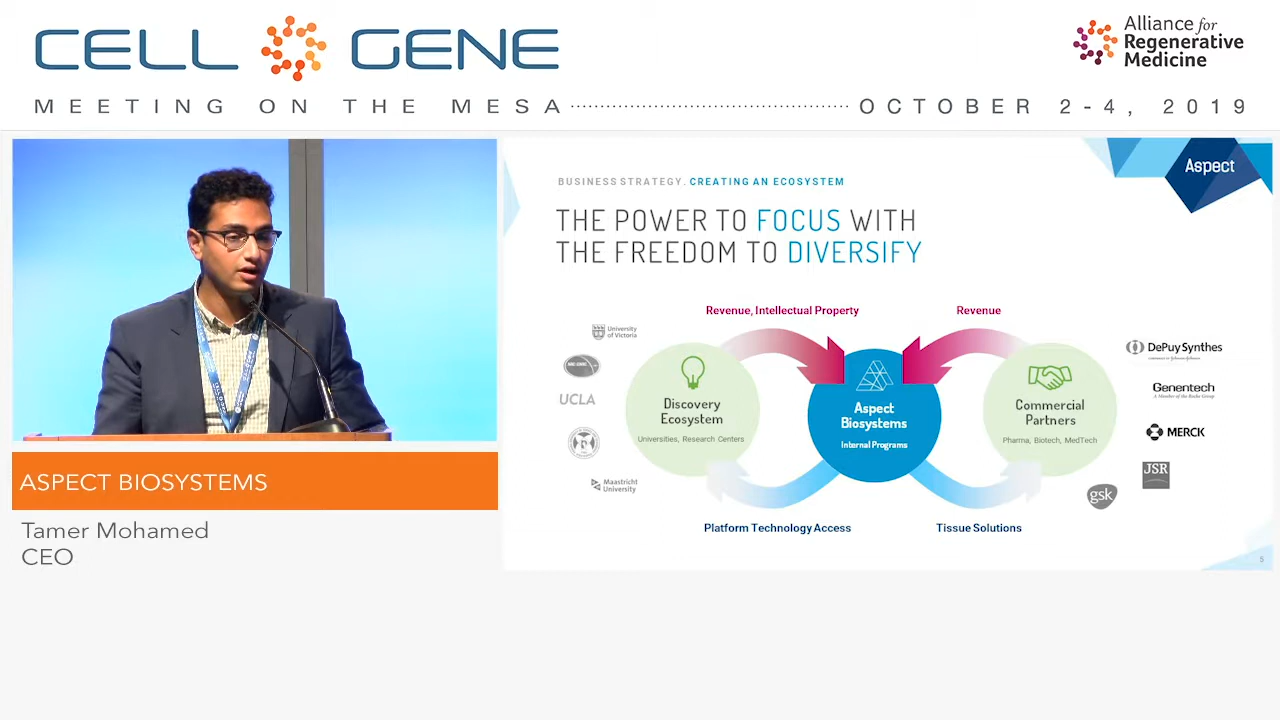 CELL GENE
Alliance for
Regenerative
Medicine
MEETING ON THE MESA
OCTOBER 2-4, 2019
Aspect
BUSINESS STRATEGY. CREATING AN ECOSYSTEM
THE POWER TO FOCUS WITH
THE FREEDOM TO DIVERSIFY
Revenue, Intellectual Property
Revenue
University
of Victoria
UCLA
Maastricht
University
Discovery
Ecosystem
Universities, Research Centers
Aspect
Biosystems
Internal Programs
Commercial
Partners
Pharma, Biotech, MedTech
DePuy Synthes
Genentech
A Member of the Roche Group
MERCK
JSR
gsk
Platform Technology Access
Tissue Solutions
5
ASPECT BIOSYSTEMS
Tamer Mohamed
CEO